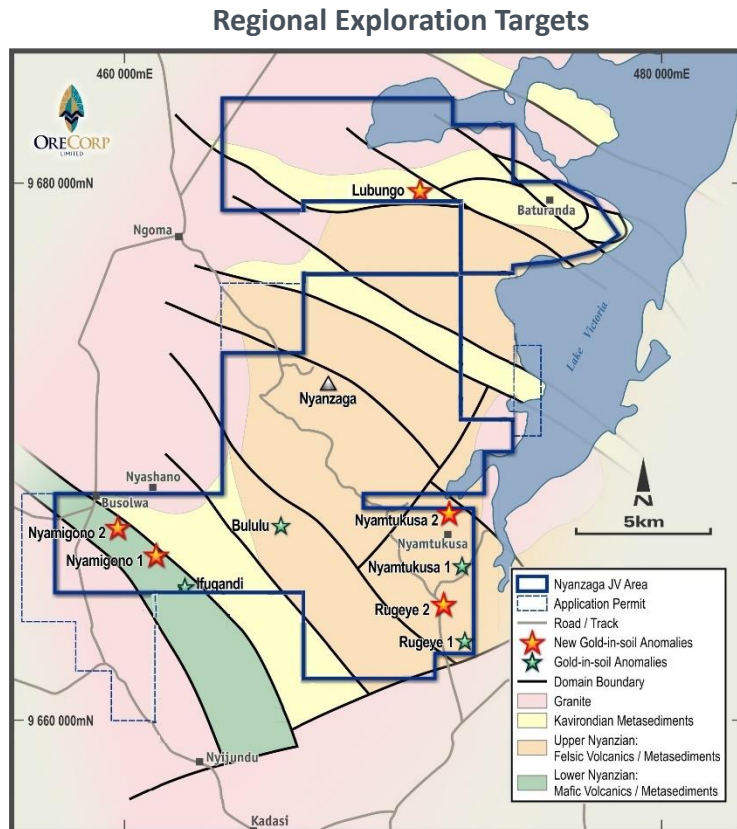 Regional Exploration Targets
460 000mE
480 000mE
ORECORP
LIMITED
9 680 000mN
Lubungo
Baturanda
Ngoma
Lake Victoria
Nyanzaga
N
5km
Nyashano
Busolwa
Nyamigono 2
Bululu
Nyamtukusa 2
Nyamtukusa
Nyamigono 1
Nyamtukusa 1
Ifugandi
Rugeye 2
Rugeye 1
9 660 000mN
Nyijundu
Kadasi
Nyanzaga JV Area
Application Permit
Road / Track
New Gold-in-soil Anomalies
Gold-in-soil Anomalies
Domain Boundary
Granite
Kavirondian Metasediments
Upper Nyanzian:
Felsic Volcanics / Metasediments
Lower Nyanzian:
Mafic Volcanics / Metasediments